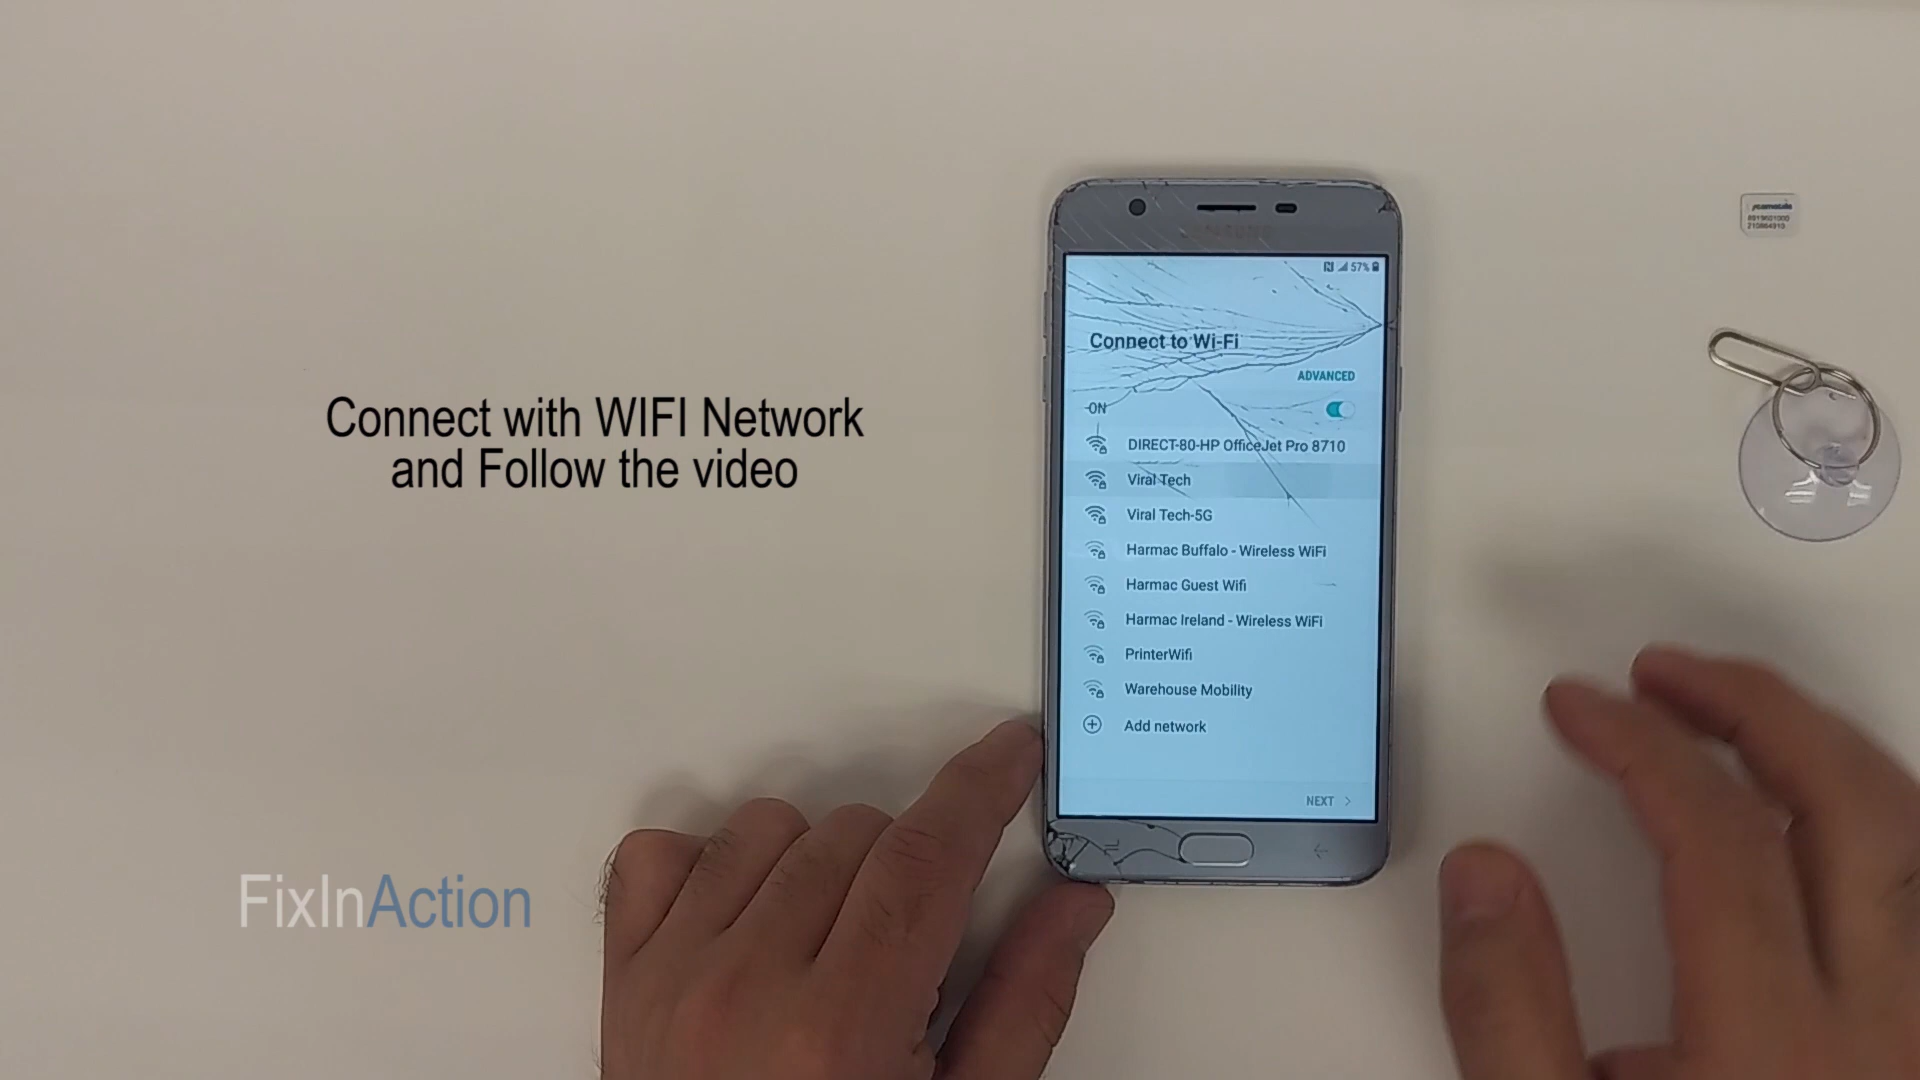 SAMSUNG
57%
Connect to Wi-Fi
ADVANCED
ON
DIRECT-80-HP OfficeJet Pro 8710
Viral Tech
Viral Tech-5G
Harmac Buffalo - Wireless WiFi
Harmac Guest Wifi
Harmac Ireland - Wireless WiFi
PrinterWifi
Warehouse Mobility
Add network
NEXT
Connect with WIFI Network
and Follow the video
FixInAction